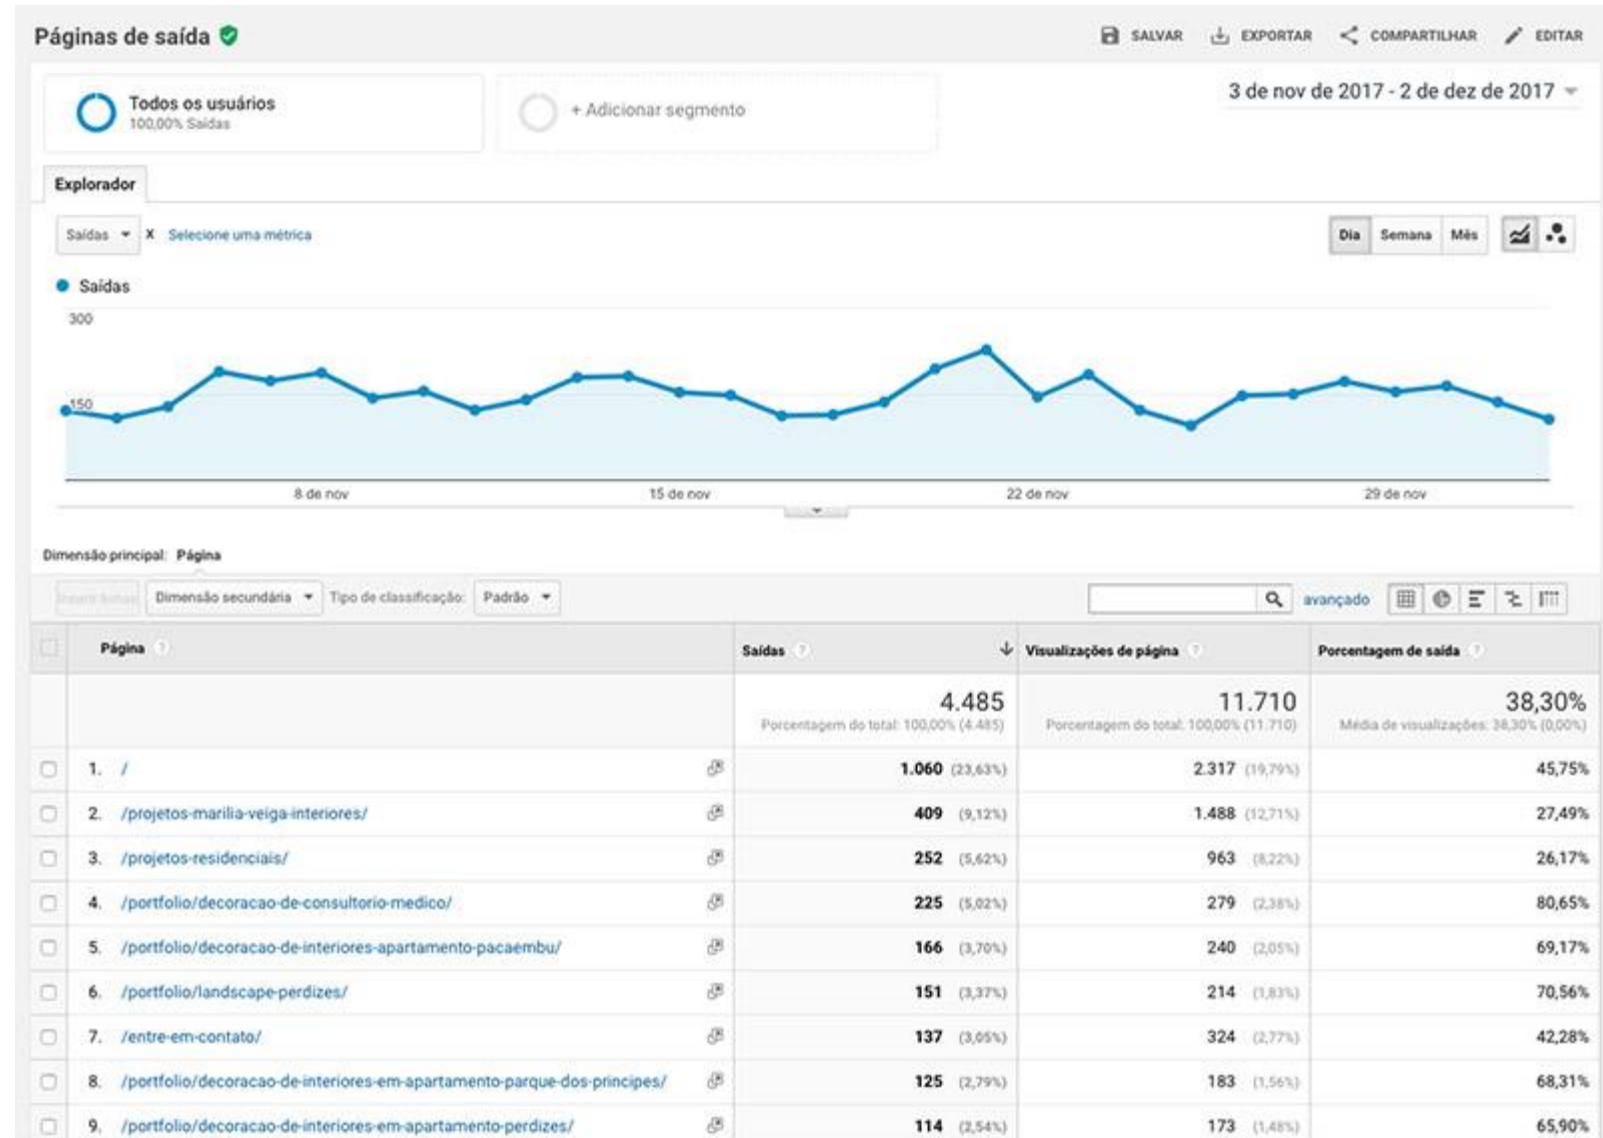 Páginas de saída
SALVAR EXPORTAR COMPARTILHAR EDITAR
Todos os usuários
100,00% Saídas
+ Adicionar segmento
3 de nov de 2017 - 2 de dez de 2017
Explorador
Saídas X Selecione uma métrica
Dia Semana Mês
Saídas
300
150
8 de nov 15 de nov 22 de nov 29 de nov
Dimensão principal: Página
Dimensão secundária Tipo de classificação: Padrão avançado
Página ? Saídas ? Visualizações de página ? Porcentagem de saída ?
4.485 11.710 38,30%
Porcentagem do total: 100,00% (4.485) Porcentagem do total: 100,00% (11.710) Média de visualizações: 38,30% (0,00%)
1. / 1.060 (23,63%) 2.317 (19,79%) 45,75%
2. /projetos-marilia-veiga-interiores/ 409 (9,12%) 1.488 (12,71%) 27,49%
3. /projetos-residenciais/ 252 (5,62%) 963 (8,22%) 26,17%
4. /portfolio/decoracao-de-consultorio-medico/ 225 (5,02%) 279 (2,38%) 80,65%
5. /portfolio/decoracao-de-interiores-apartamento-pacaembu/ 166 (3,70%) 240 (2,05%) 69,17%
6. /portfolio/landscape-perdizes/ 151 (3,37%) 214 (1,83%) 70,56%
7. /entre-em-contato/ 137 (3,05%) 324 (2,77%) 42,28%
8. /portfolio/decoracao-de-interiores-em-apartamento-parque-dos-principes/ 125 (2,79%) 183 (1,56%) 68,31%
9. /portfolio/decoracao-de-interiores-em-apartamento-perdizes/ 114 (2,54%) 173 (1,48%) 65,90%